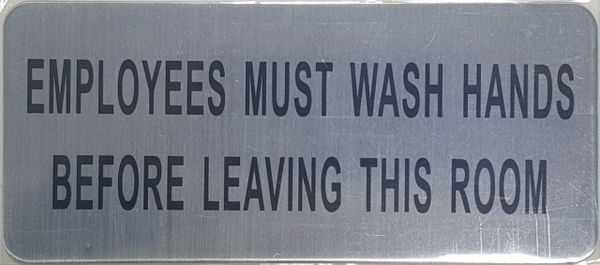 EMPLOYEES MUST WASH HANDS
BEFORE LEAVING THIS ROOM